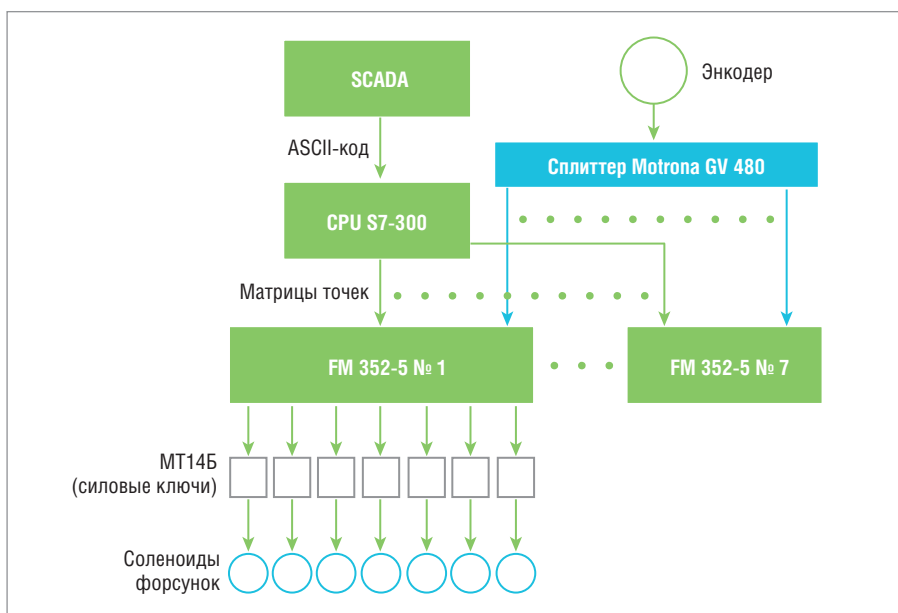 SCADA
Энкодер
ASCII-код
Сплиттер Motrona GV 480
CPU S7-300
Матрицы точек
FM 352-5 № 1
FM 352-5 № 7
МТ14Б
(силовые ключи)
Соленоиды
форсунок